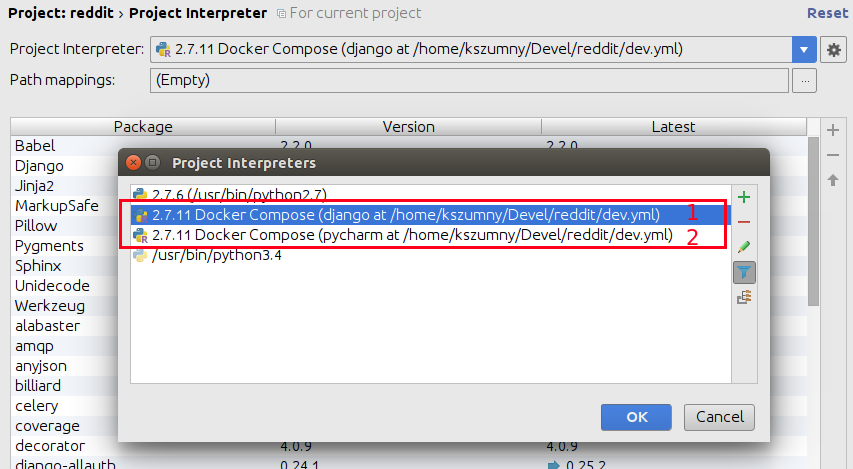 Project: reddit › Project Interpreter For current project Reset
Project Interpreter: 2.7.11 Docker Compose (django at /home/kszumny/Devel/reddit/dev.yml)
Path mappings: (Empty) ...
Package Version Latest
Babel 2.2.0 2.2.0
Django
Jinja2
MarkupSafe
Pillow
Pygments
Sphinx
Unidecode
Werkzeug
alabaster
amqp
anyjson
billiard
celery
coverage
decorator 4.0.9 4.0.9
django-allauth 0.24.1 0.25.2
Project Interpreters
2.7.6 (/usr/bin/python2.7)
2.7.11 Docker Compose (django at /home/kszumny/Devel/reddit/dev.yml) 1
2.7.11 Docker Compose (pycharm at /home/kszumny/Devel/reddit/dev.yml) 2
/usr/bin/python3.4
OK Cancel